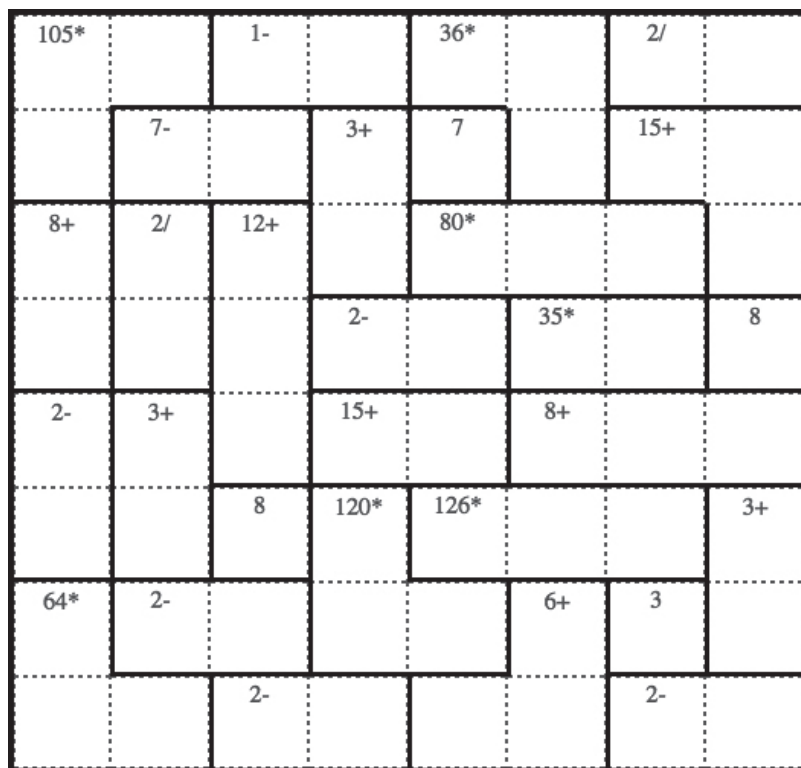 105* 1- 36* 2/
7- 3+ 7 15+
8+ 2/ 12+ 80*
2- 35* 8
2- 3+ 15+ 8+
8 120* 126* 3+
64* 2- 6+ 3
2- 2-